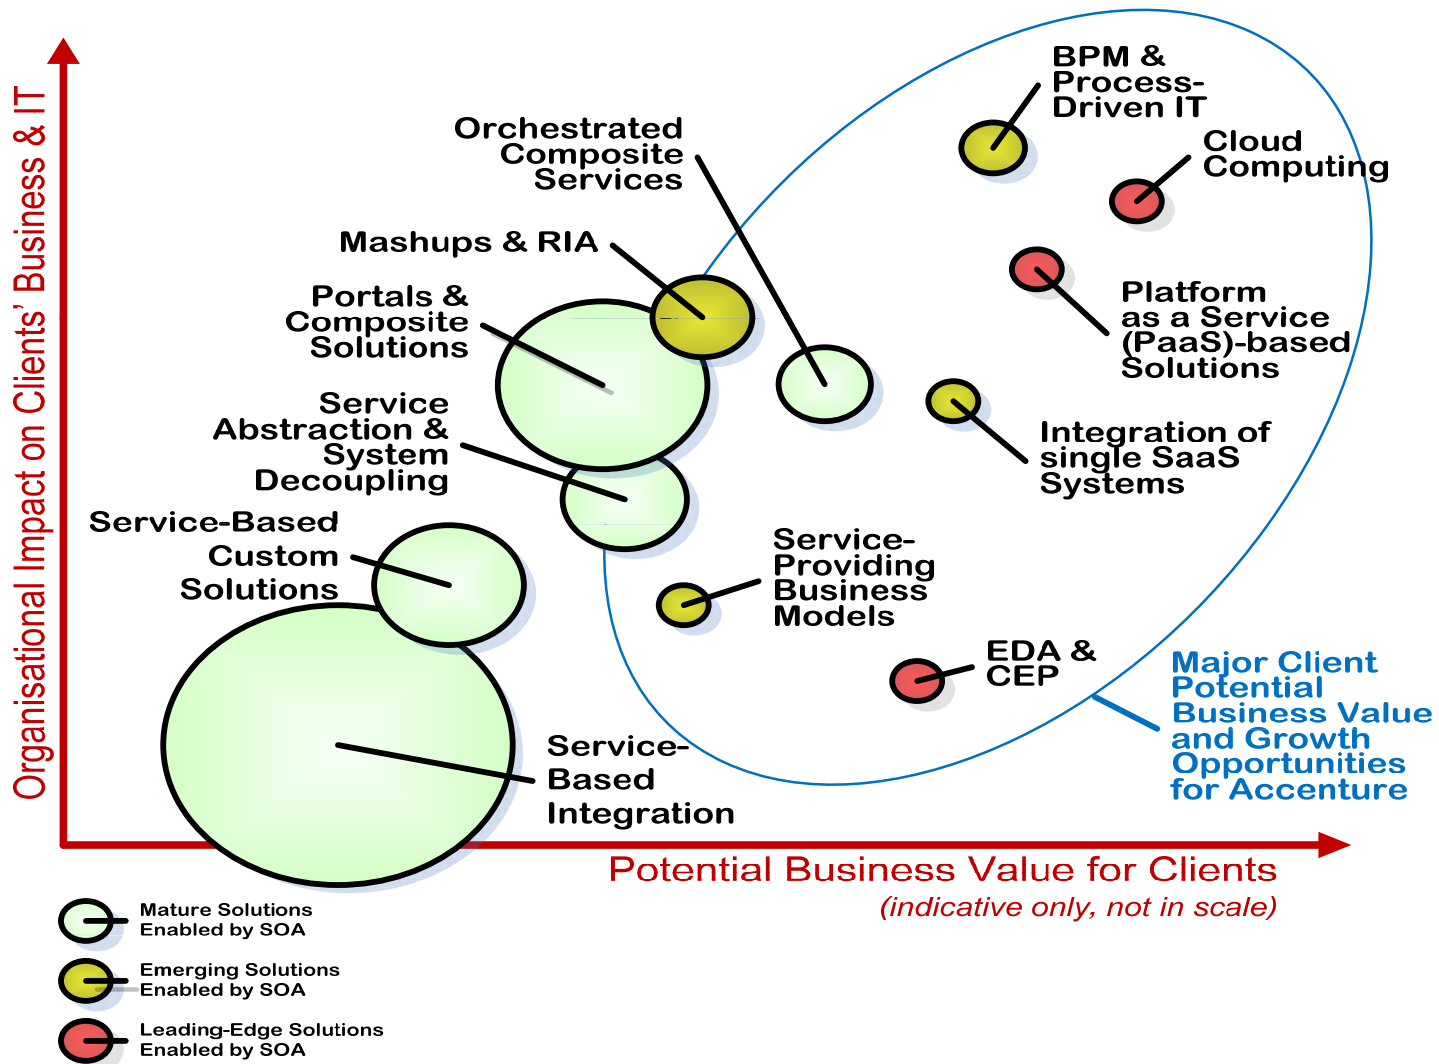 Organisational Impact on Clients' Business & IT
BPM &
Process-
Driven IT
Cloud
Computing
Orchestrated
Composite
Services
Mashups & RIA
Portals &
Composite
Solutions
Platform
as a Service
(PaaS)-based
Solutions
Service
Abstraction &
System
Decoupling
Integration of
single SaaS
Systems
Service-Based
Custom
Solutions
Service-
Providing
Business
Models
EDA &
CEP
Major Client
Potential
Business Value
and Growth
Opportunities
for Accenture
Service-
Based
Integration
Potential Business Value for Clients
(indicative only, not in scale)
Mature Solutions
Enabled by SOA
Emerging Solutions
Enabled by SOA
Leading-Edge Solutions
Enabled by SOA